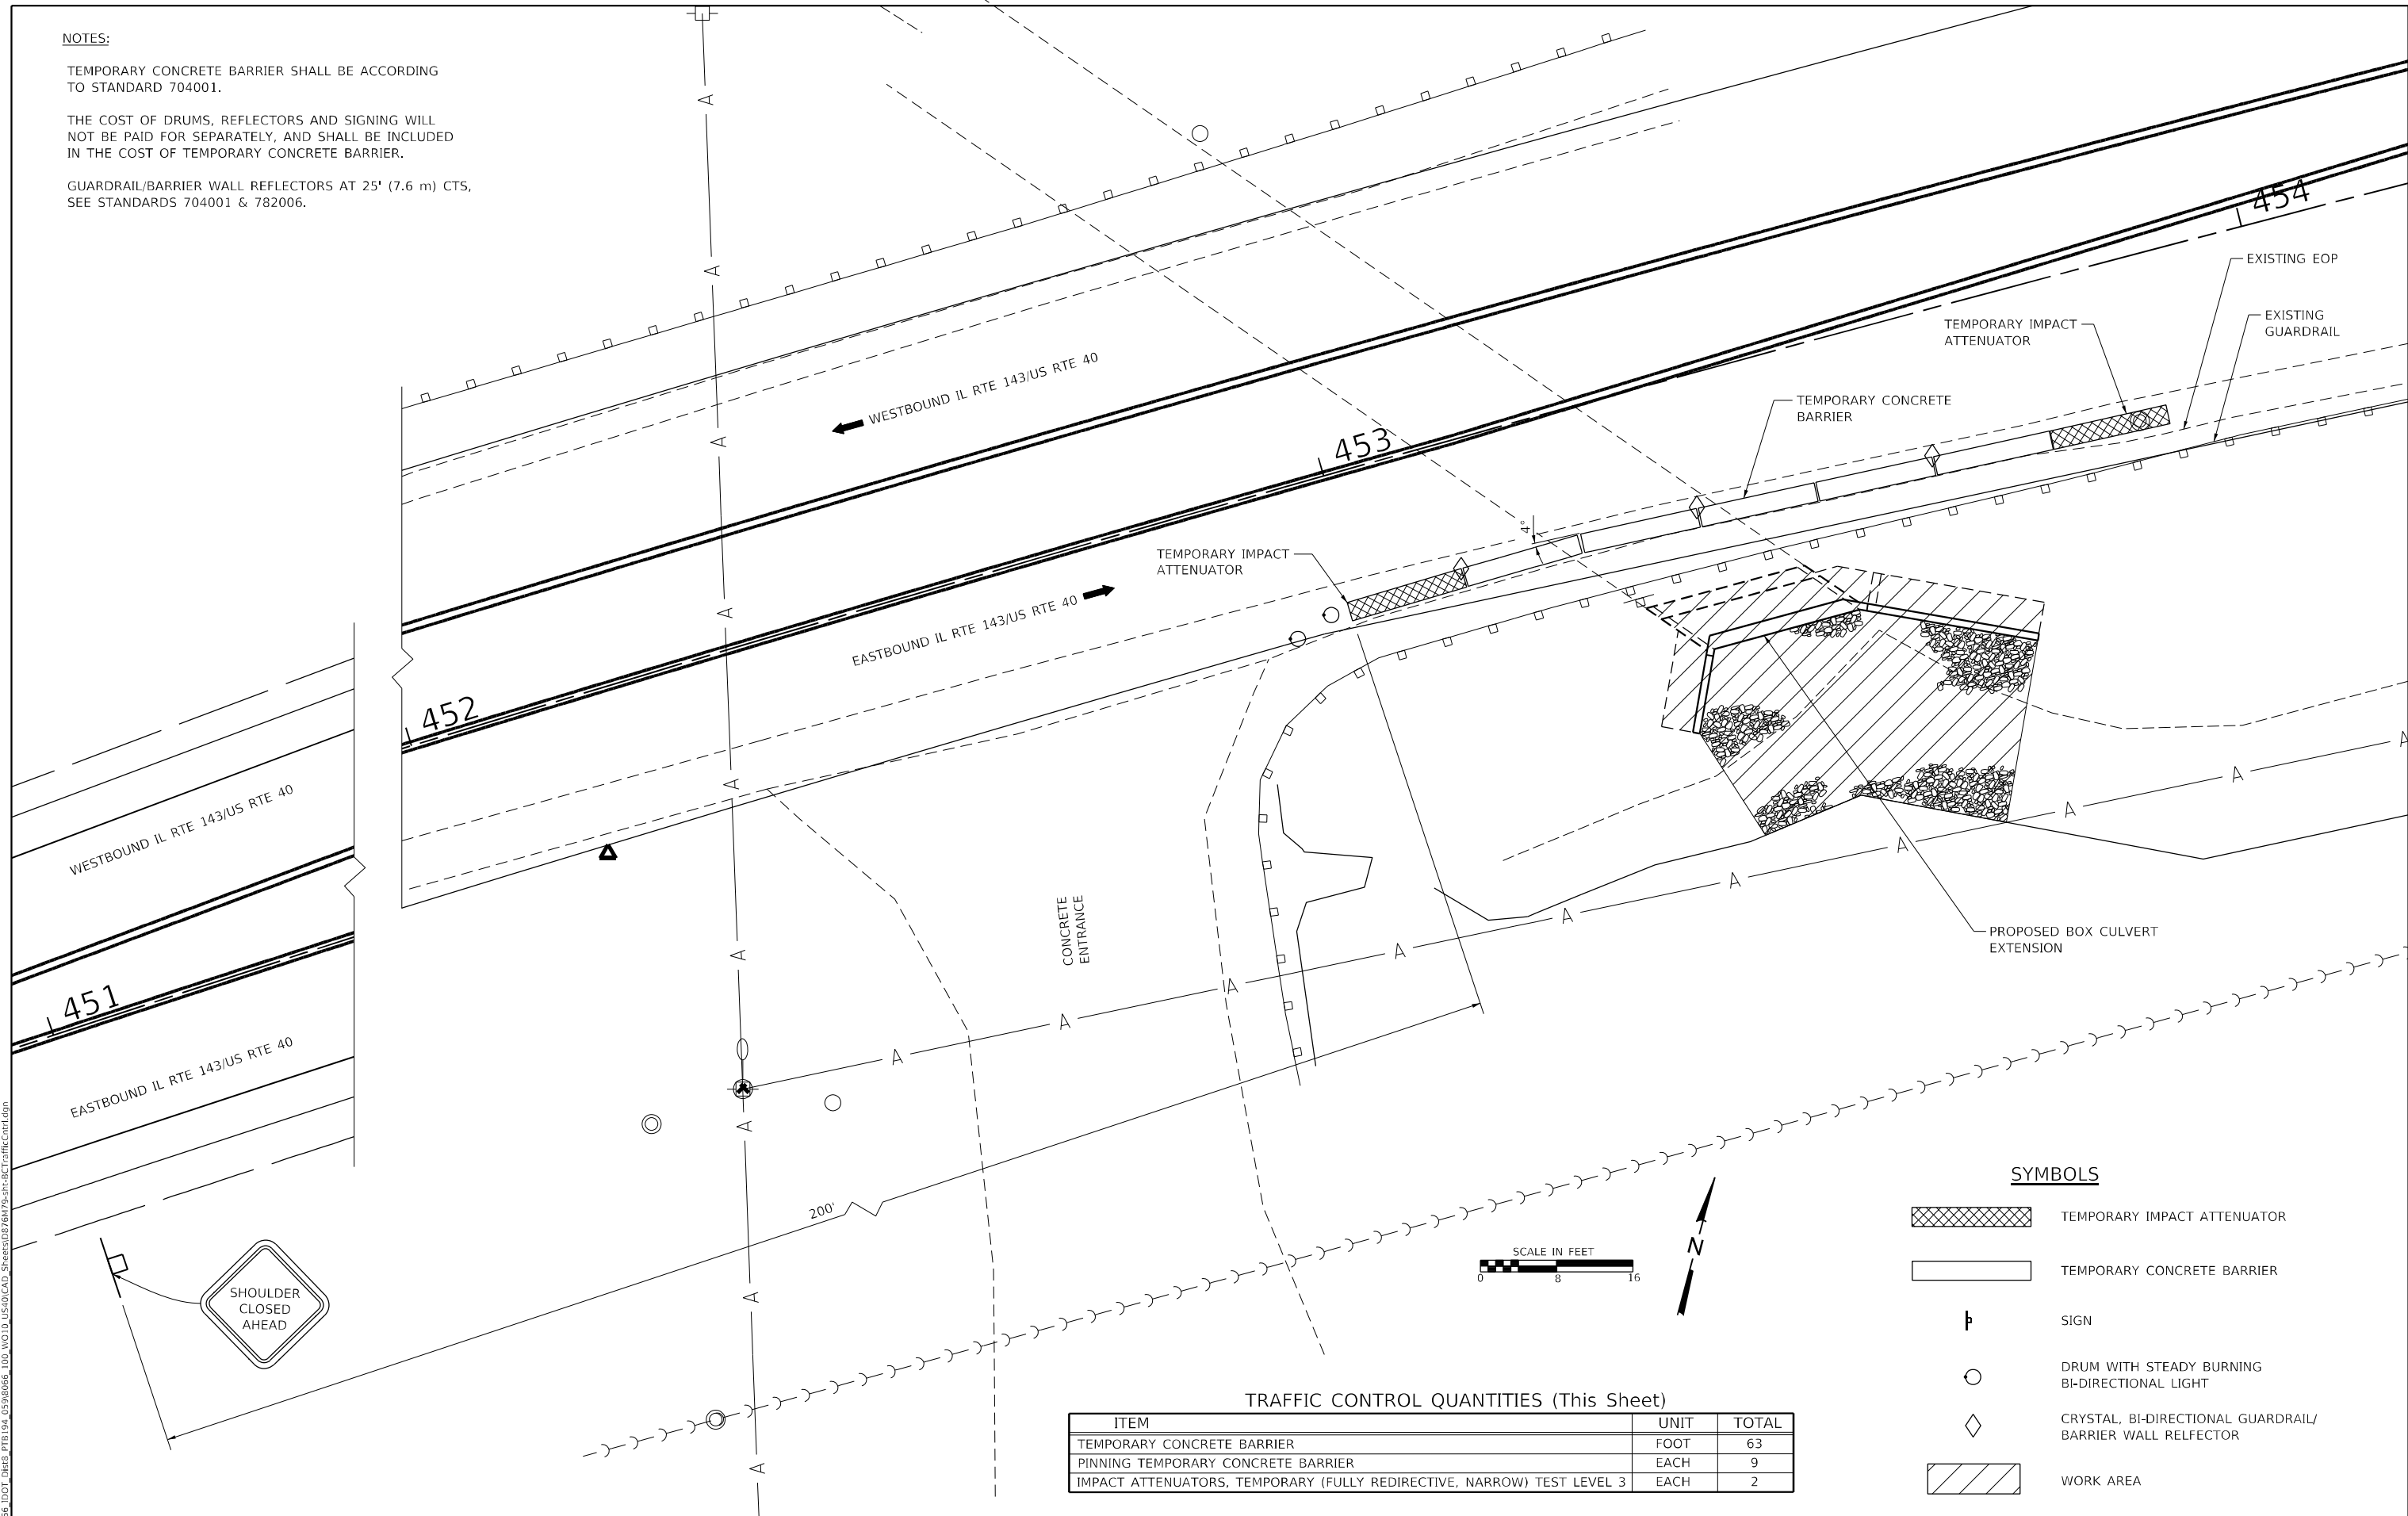 NOTES:
TEMPORARY CONCRETE BARRIER SHALL BE ACCORDING
TO STANDARD 704001.
THE COST OF DRUMS, REFLECTORS AND SIGNING WILL
NOT BE PAID FOR SEPARATELY, AND SHALL BE INCLUDED
IN THE COST OF TEMPORARY CONCRETE BARRIER.
GUARDRAIL/BARRIER WALL REFLECTORS AT 25' (7.6 m) CTS,
SEE STANDARDS 704001 & 782006.
A
A
A
A
A
A
A
A
A
454
EXISTING EOP
EXISTING
GUARDRAIL
TEMPORARY IMPACT
ATTENUATOR
WESTBOUND IL RTE 143/US RTE 40
TEMPORARY CONCRETE
BARRIER
453
4°
TEMPORARY IMPACT
ATTENUATOR
EASTBOUND IL RTE 143/US RTE 40
452
WESTBOUND IL RTE 143/US RTE 40
451
EASTBOUND IL RTE 143/US RTE 40
CONCRETE
ENTRANCE
A
A
A
A
A
A
A
A
A
A
PROPOSED BOX CULVERT
EXTENSION
200'
SHOULDER
CLOSED
AHEAD
SCALE IN FEET
0 8 16
N
SYMBOLS
TEMPORARY IMPACT ATTENUATOR
TEMPORARY CONCRETE BARRIER
SIGN
DRUM WITH STEADY BURNING
BI-DIRECTIONAL LIGHT
CRYSTAL, BI-DIRECTIONAL GUARDRAIL/
BARRIER WALL RELFECTOR
WORK AREA
TRAFFIC CONTROL QUANTITIES (This Sheet)
ITEM UNIT TOTAL
TEMPORARY CONCRETE BARRIER FOOT 63
PINNING TEMPORARY CONCRETE BARRIER EACH 9
IMPACT ATTENUATORS, TEMPORARY (FULLY REDIRECTIVE, NARROW) TEST LEVEL 3 EACH 2